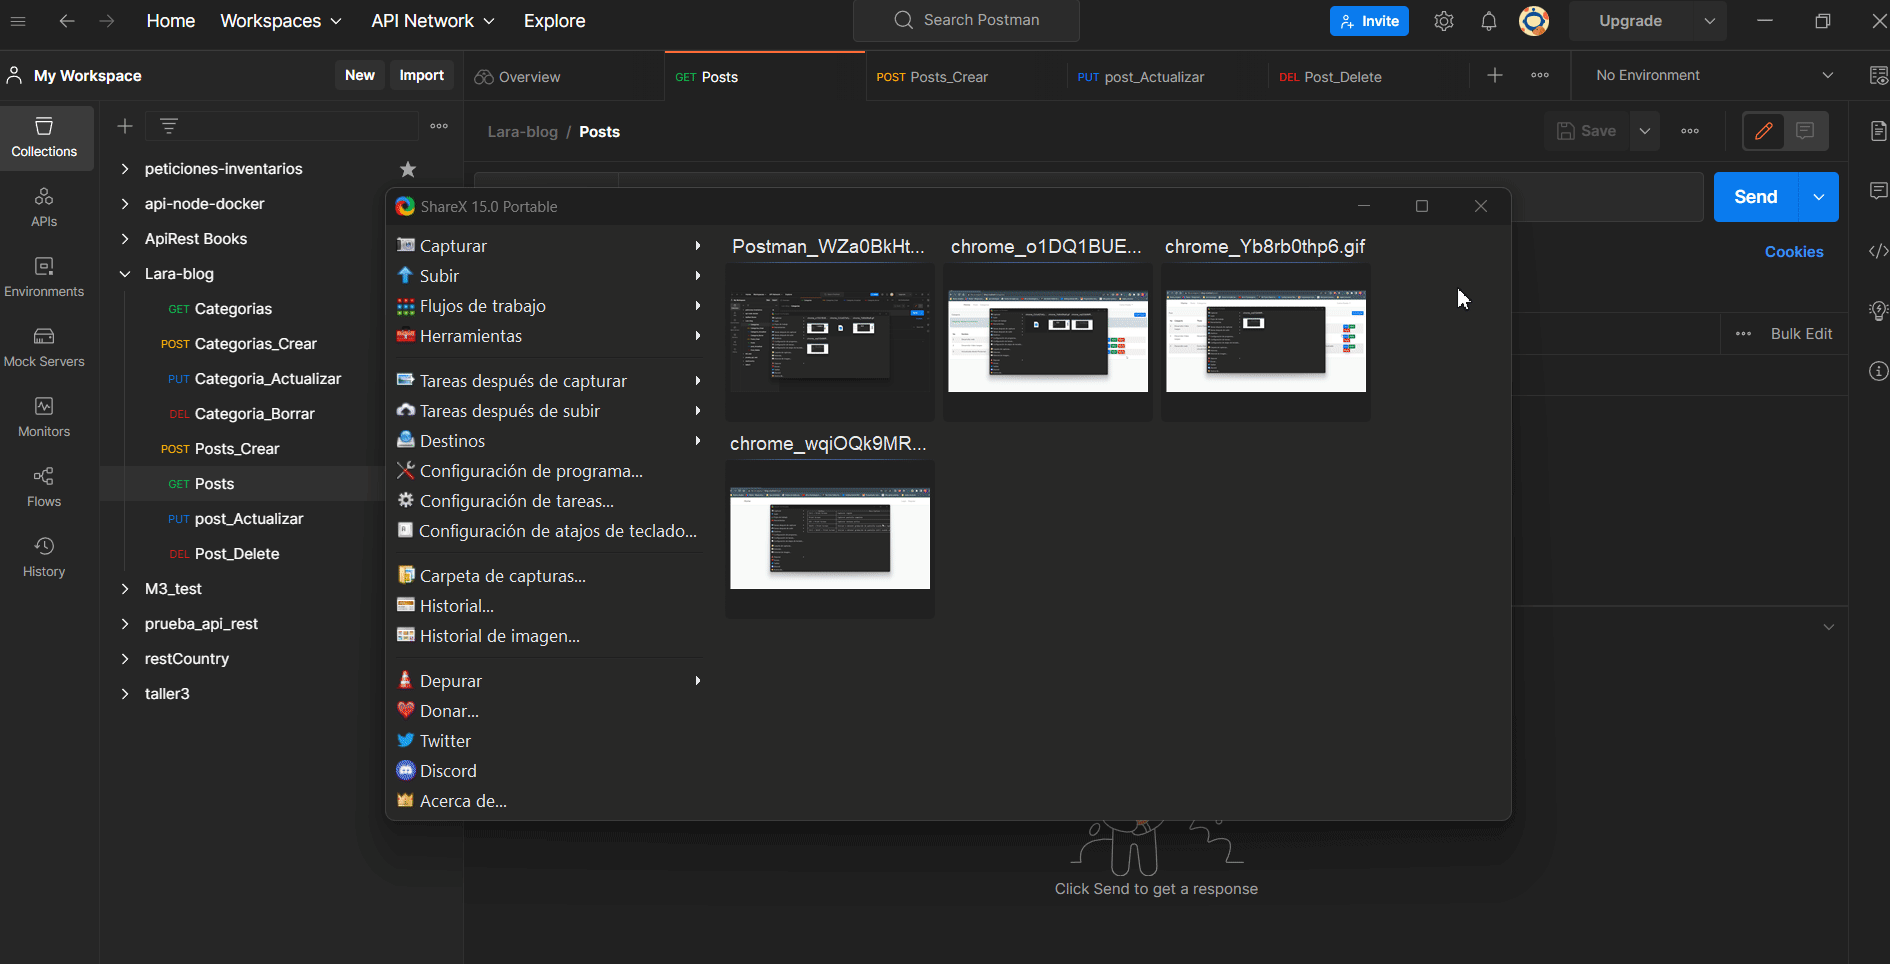 Home Workspaces API Network Explore Search Postman Invite Upgrade
My Workspace New Import
Overview GET Posts POST Posts_Crear PUT post_Actualizar DEL Post_Delete No Environment
Collections
APIs
Environments
Mock Servers
Monitors
Flows
History
peticiones-inventarios
api-node-docker
ApiRest Books
Lara-blog
GET Categorias
POST Categorias_Crear
PUT Categoria_Actualizar
DEL Categoria_Borrar
POST Posts_Crear
GET Posts
PUT post_Actualizar
DEL Post_Delete
M3_test
prueba_api_rest
restCountry
taller3
Lara-blog / Posts Save
Send
Cookies
Bulk Edit
ShareX 15.0 Portable
Capturar
Subir
Flujos de trabajo
Herramientas
Tareas después de capturar
Tareas después de subir
Destinos
Configuración de programa...
Configuración de tareas...
Configuración de atajos de teclado...
Carpeta de capturas...
Historial...
Historial de imagen...
Depurar
Donar...
Twitter
Discord
Acerca de...
Postman_WZa0BkHt... chrome_o1DQ1BUE... chrome_Yb8rb0thp6.gif
chrome_wqiOQk9MR...
Click Send to get a response